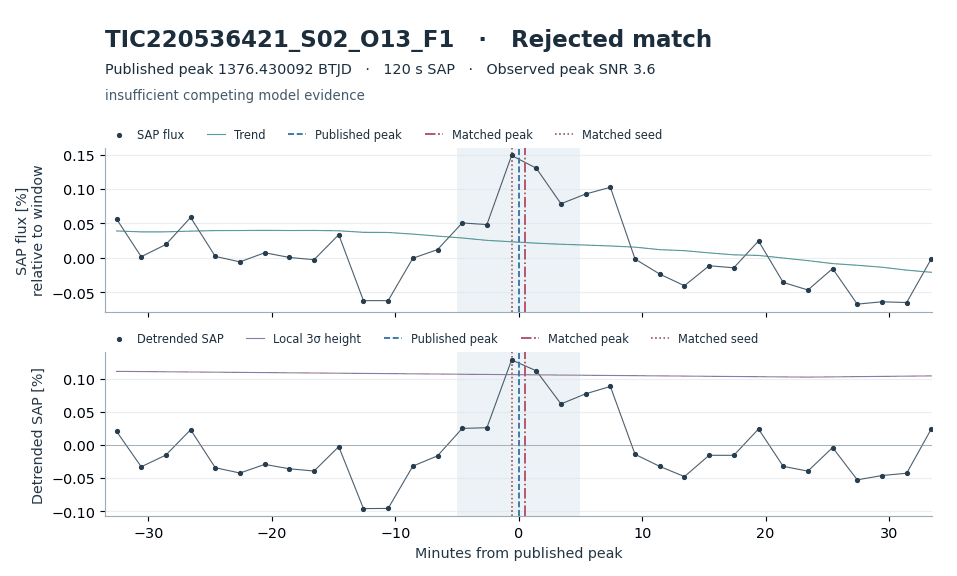 TIC220536421_S02_O13_F1 · Rejected match
Published peak 1376.430092 BTJD · 120 s SAP · Observed peak SNR 3.6
insufficient competing model evidence
SAP flux Trend Published peak Matched peak Matched seed
0.15
0.10
0.05
0.00
−0.05
SAP flux [%]
relative to window
Detrended SAP Local 3σ height Published peak Matched peak Matched seed
0.10
0.05
0.00
−0.05
−0.10
Detrended SAP [%]
−30 −20 −10 0 10 20 30
Minutes from published peak